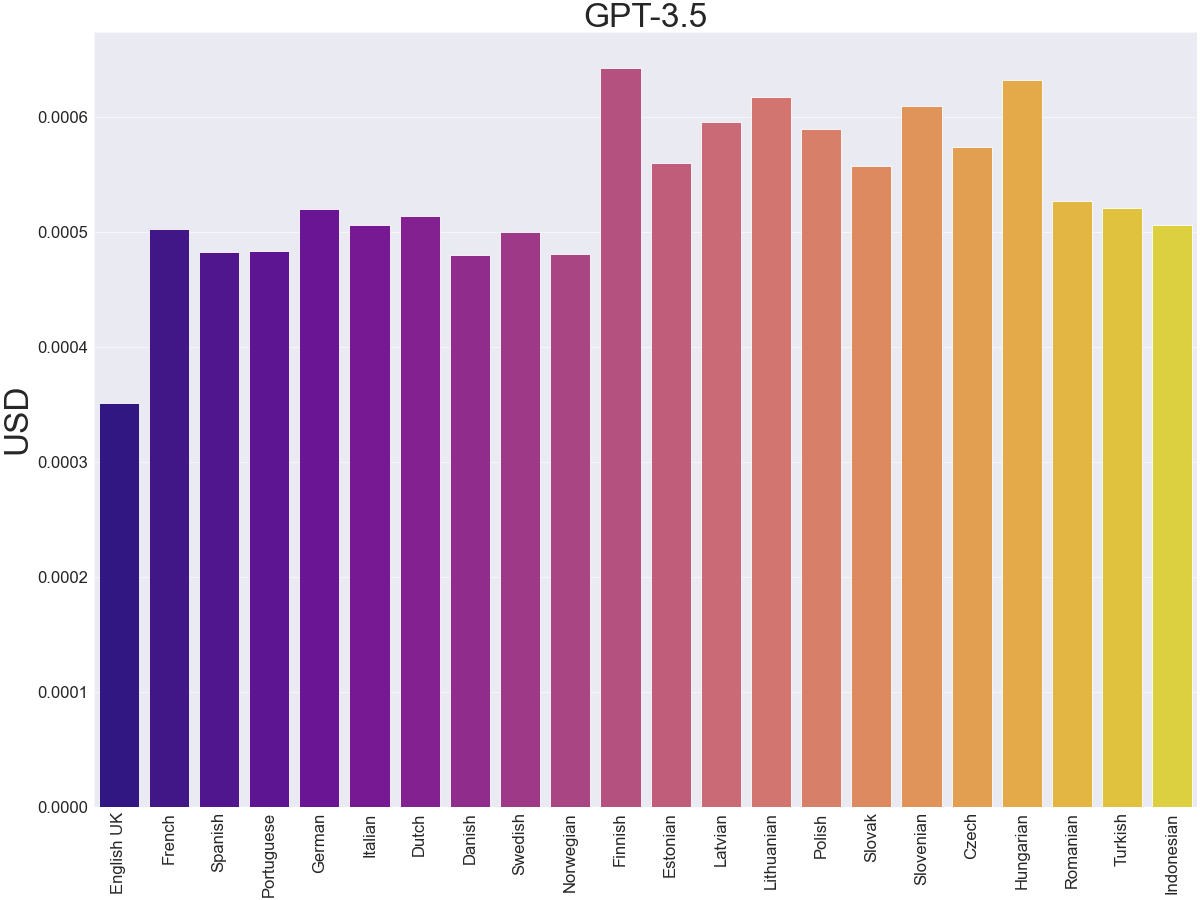 GPT-3.5
USD
0.0006
0.0005
0.0004
0.0003
0.0002
0.0001
0.0000
English UK
French
Spanish
Portuguese
German
Italian
Dutch
Danish
Swedish
Norwegian
Finnish
Estonian
Latvian
Lithuanian
Polish
Slovak
Slovenian
Czech
Hungarian
Romanian
Turkish
Indonesian